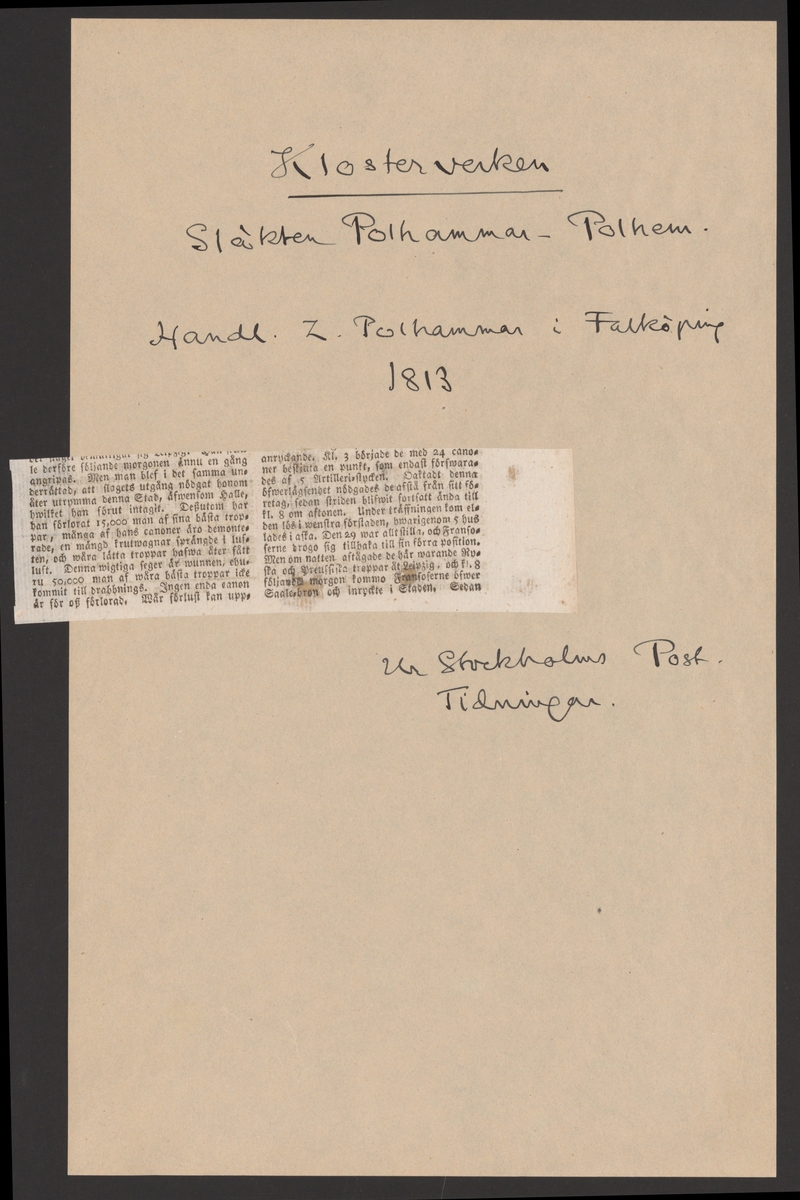 Klosterverken
Släkten Polhammar - Polhem.
Handl. Z. Polhammar i Falköping
1813
le derföre följande morgonen ännu en gång
angripas. Men man blef i det samma un-
derrättad, att slagets utgång nödgat honom
åter utrymma denna Stad, äfwensom Halle,
hwilket han förut intagit. Deßutom har
han förlorat 15,000 man af sina bästa trop-
par, många af hans canoner äro demonte-
rade, en mängd krutwagnar sprängde i luf-
ten, och wåra lätta troppar hafwa åter fått
luft. Denna wigtiga seger är wunnen, ehu-
ru 50,000 man af wåra bästa troppar icke
kommit till drabbnings. Ingen enda canon
är för oß förlorad. Wår förlust kan upp-
anryckande. Kl. 3 började de med 24 cano-
ner beskjuta en punkt, som endast förswara-
des af 5 Artilleri-stycken. Oaktadt denna
öfwerlägsenhet nödgades de afstå från sitt fö-
retag, sedan striden blifwit fortsatt ända till
kl. 8 om aftonen. Under träffningen kom el-
den lös i wenstra förstaden, hwarigenom 5 hus
lades i aska. Den 29 war allt stilla, och Franso-
serne drogo sig tillbaka till sin förra position.
Men om natten aftågade de här warande Ry-
ska och Preussiska troppar åt Leipzig, och kl. 8
följande morgon kommo Fransoserne öfwer
Saale-bron och inryckte i Staden. Sedan
Ur Stockholms Post.
Tidningar.